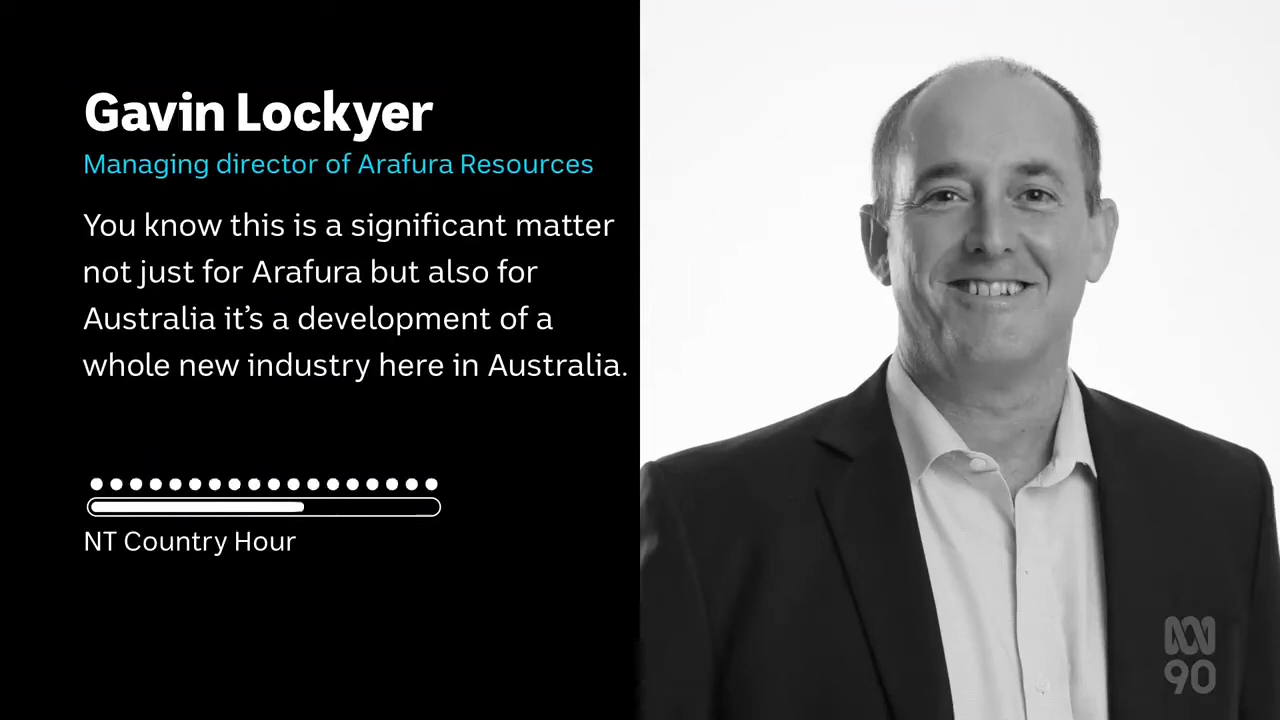 Gavin Lockyer
Managing director of Arafura Resources
You know this is a significant matter
not just for Arafura but also for
Australia it's a development of a
whole new industry here in Australia.
NT Country Hour
90